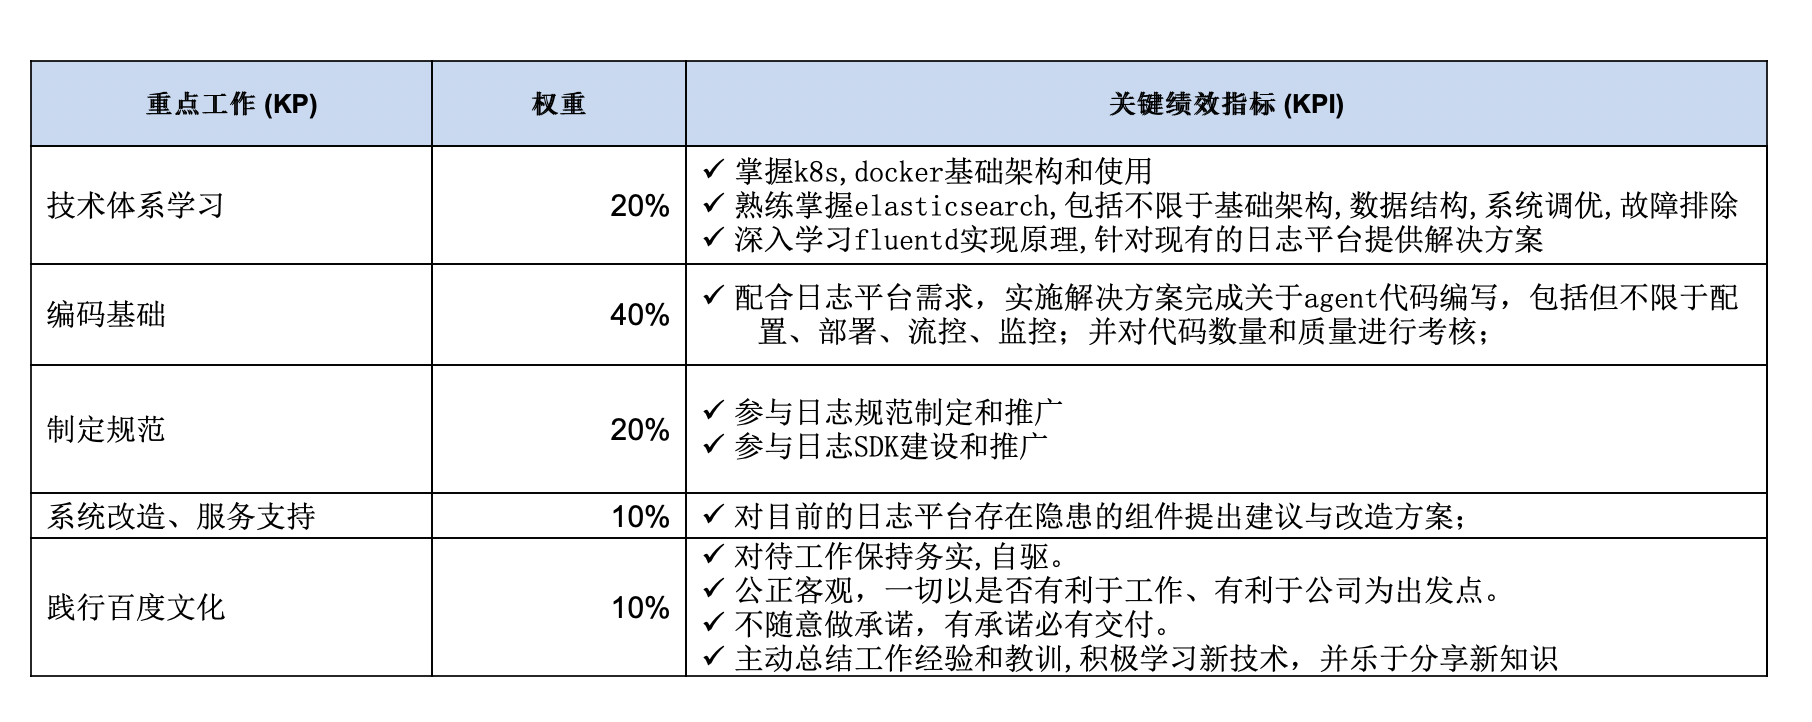 重点工作 (KP)
权重
关键绩效指标 (KPI)
技术体系学习
20%
✓ 掌握k8s,docker基础架构和使用
✓ 熟练掌握elasticsearch,包括不限于基础架构,数据结构,系统调优,故障排除
✓ 深入学习fluentd实现原理,针对现有的日志平台提供解决方案
编码基础
40%
✓ 配合日志平台需求，实施解决方案完成关于agent代码编写，包括但不限于配
置、部署、流控、监控；并对代码数量和质量进行考核；
制定规范
20%
✓ 参与日志规范制定和推广
✓ 参与日志SDK建设和推广
系统改造、服务支持
10%
✓ 对目前的日志平台存在隐患的组件提出建议与改造方案；
践行百度文化
10%
✓ 对待工作保持务实,自驱。
✓ 公正客观，一切以是否有利于工作、有利于公司为出发点。
✓ 不随意做承诺，有承诺必有交付。
✓ 主动总结工作经验和教训,积极学习新技术，并乐于分享新知识